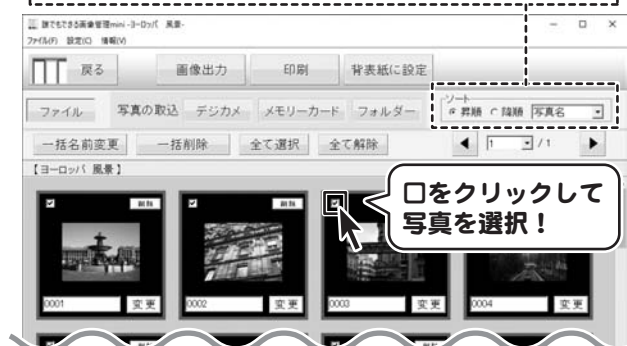 誰でもできる画像管理mini -ヨーロッパ 風景-
ファイル(F) 設定(O) 情報(V)
戻る 画像出力 印刷 背表紙に設定
ソート
ファイル 写真の取込 デジカメ メモリーカード フォルダー 昇順 降順 写真名
一括名前変更 一括削除 全て選択 全て解除 1 / 1
【ヨーロッパ 風景】
□をクリックして
写真を選択！
削除 削除
0001 変更 0002 変更 0003 変更 0004 変更